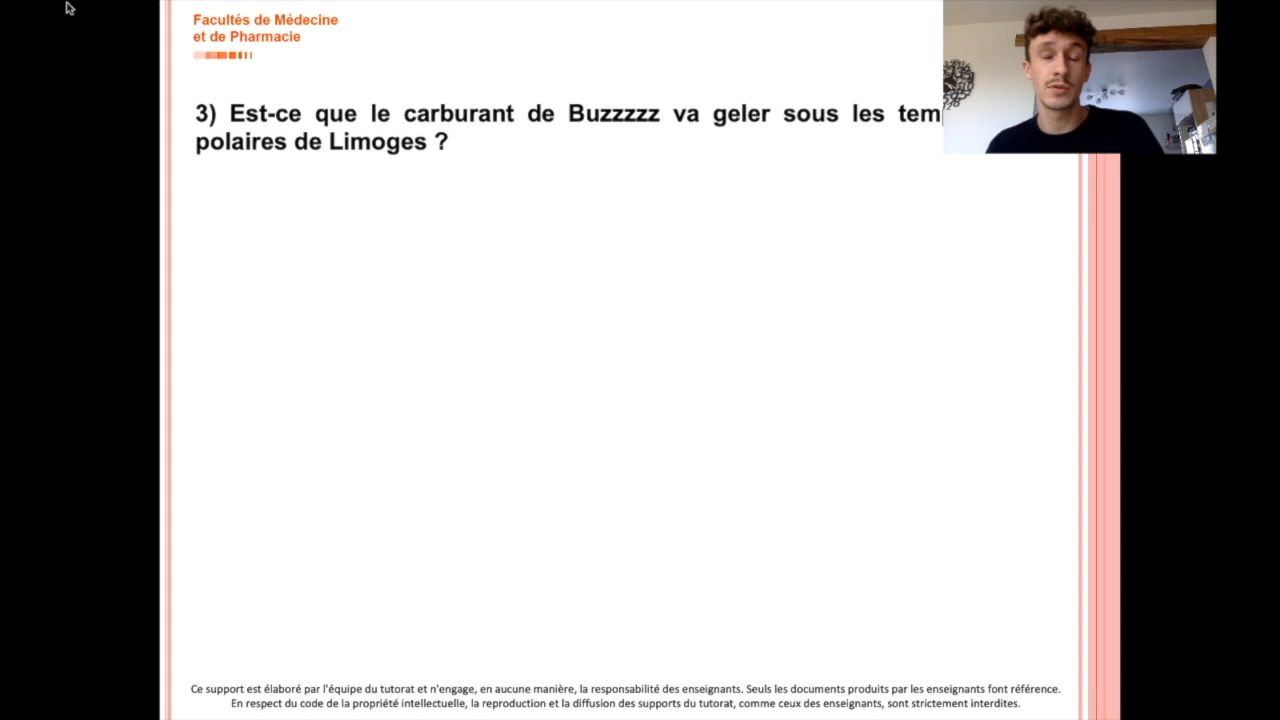 Facultés de Médecine
et de Pharmacie
3) Est-ce que le carburant de Buzzzzz va geler sous les
polaires de Limoges ?
Ce support est élaboré par l'équipe du tutorat et n'engage, en aucune manière, la responsabilité des enseignants. Seuls les documents produits par les enseignants font référence.
En respect du code de la propriété intellectuelle, la reproduction et la diffusion des supports du tutorat, comme ceux des enseignants, sont strictement interdites.